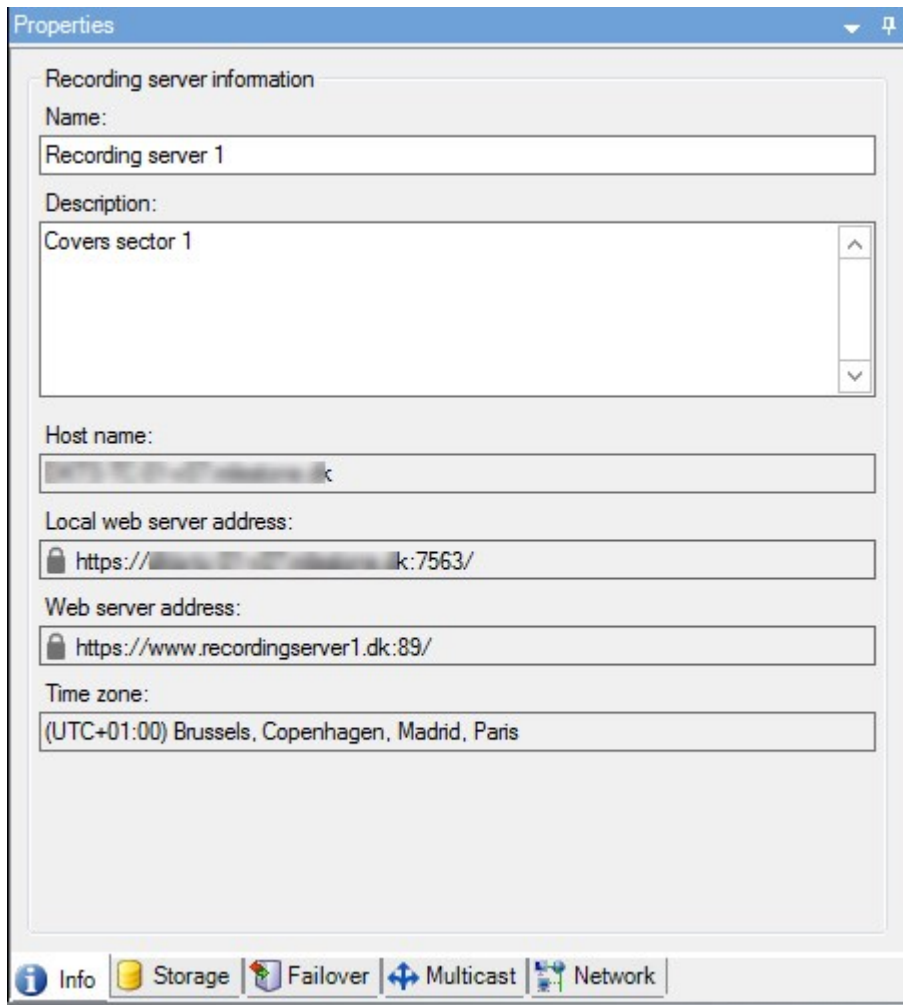 Properties
Recording server information
Name:
Recording server 1
Description:
Covers sector 1
Host name:
Local web server address:
https:// k:7563/
Web server address:
https://www.recordingserver1.dk:89/
Time zone:
(UTC+01:00) Brussels, Copenhagen, Madrid, Paris
Info Storage Failover Multicast Network